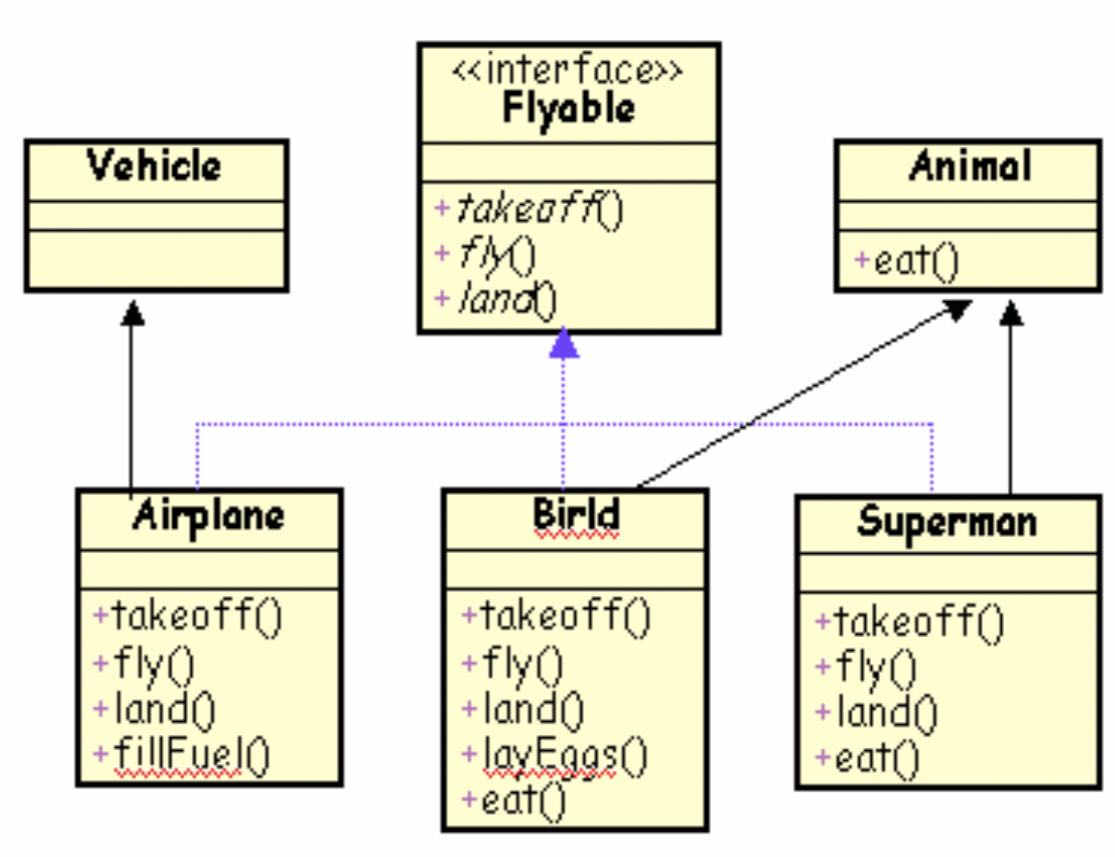 <<interface>>
Flyable
+ takeoff()
+ fly()
+ land()
Vehicle
Animal
+eat()
Airplane
+takeoff()
+fly()
+land()
+fillFuel()
Birld
+takeoff()
+fly()
+land()
+layEggs()
+eat()
Superman
+takeoff()
+fly()
+land()
+eat()